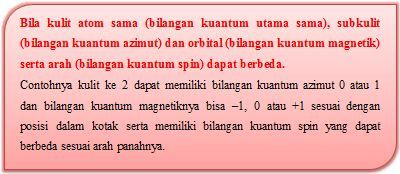 Bila kulit atom sama (bilangan kuantum utama sama), subkulit
(bilangan kuantum azimut) dan orbital (bilangan kuantum magnetik)
serta arah (bilangan kuantum spin) dapat berbeda.
Contohnya kulit ke 2 dapat memiliki bilangan kuantum azimut 0 atau 1
dan bilangan kuantum magnetiknya bisa –1, 0 atau +1 sesuai dengan
posisi dalam kotak serta memiliki bilangan kuantum spin yang dapat
berbeda sesuai arah panahnya.